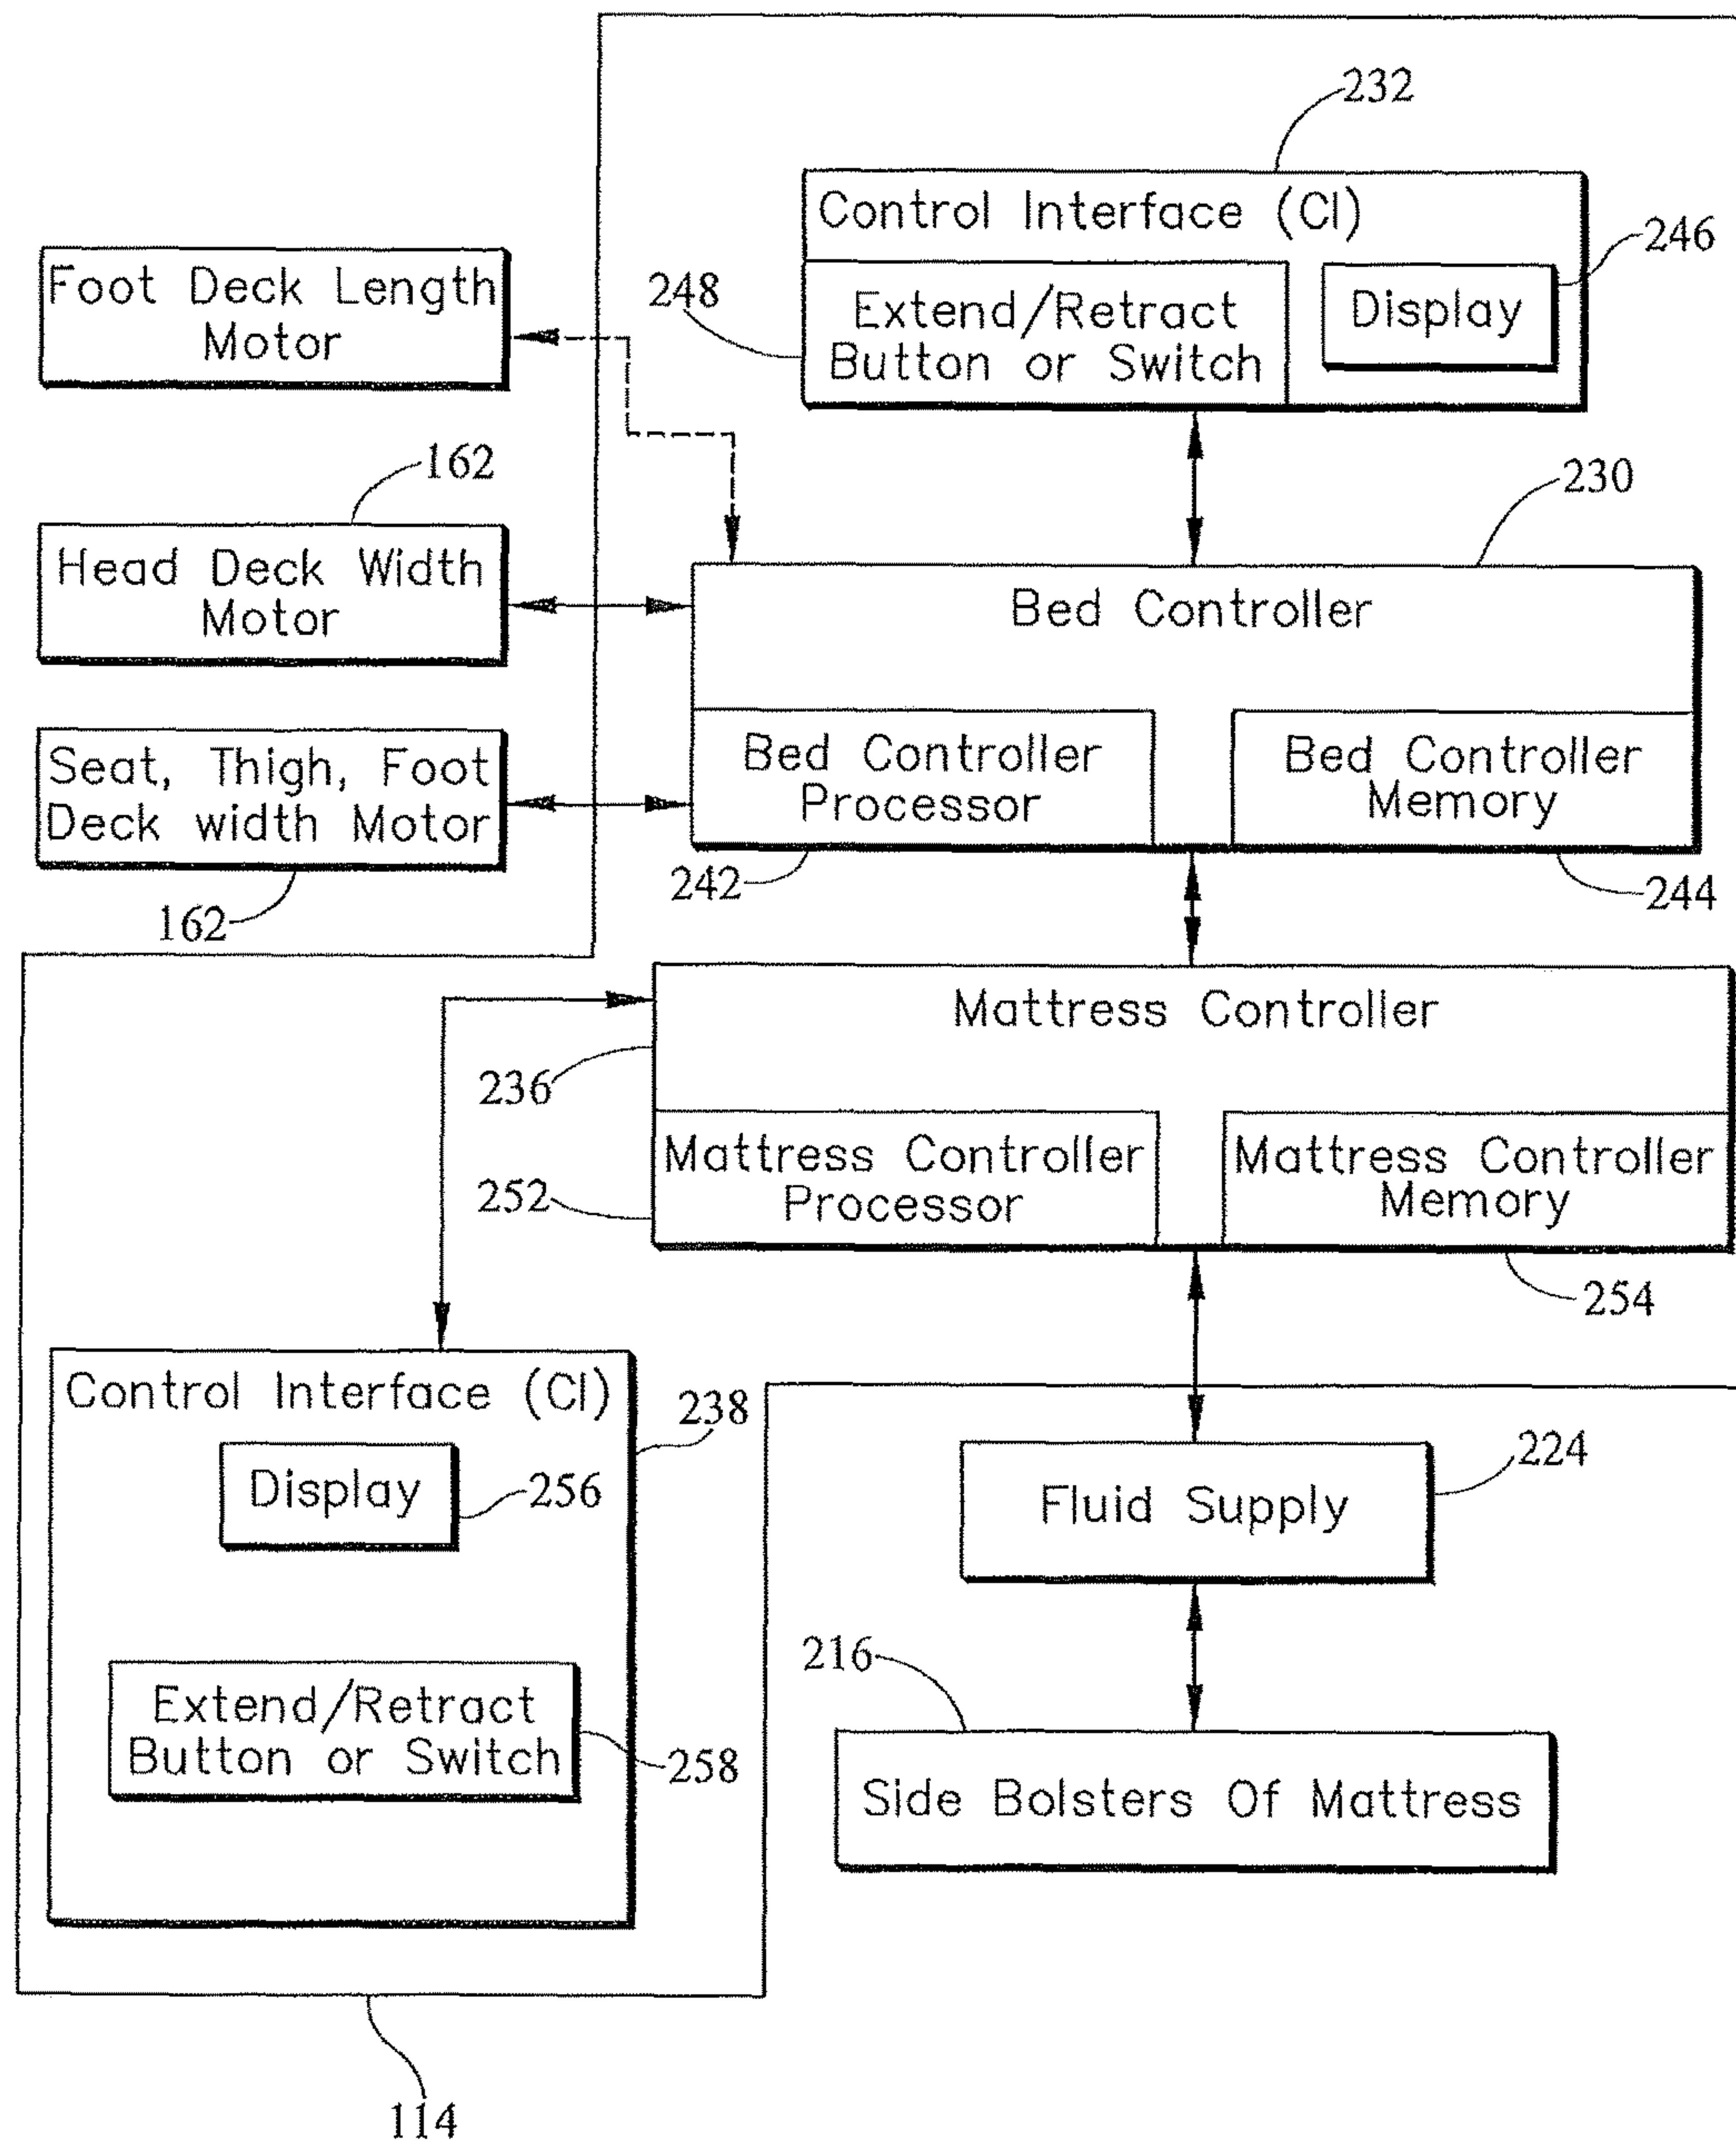 232
Control Interface (CI)
246
248
Extend/Retract
Button or Switch
Display
Foot Deck Length
Motor
162
Head Deck Width
Motor
230
Bed Controller
Seat, Thigh, Foot
Deck width Motor
162
Bed Controller
Processor
Bed Controller
Memory
242
244
Mattress Controller
236
Mattress Controller
Processor
252
Mattress Controller
Memory
254
Control Interface (CI)
238
Display
256
Extend/Retract
Button or Switch
258
Fluid Supply
224
216
Side Bolsters Of Mattress
114